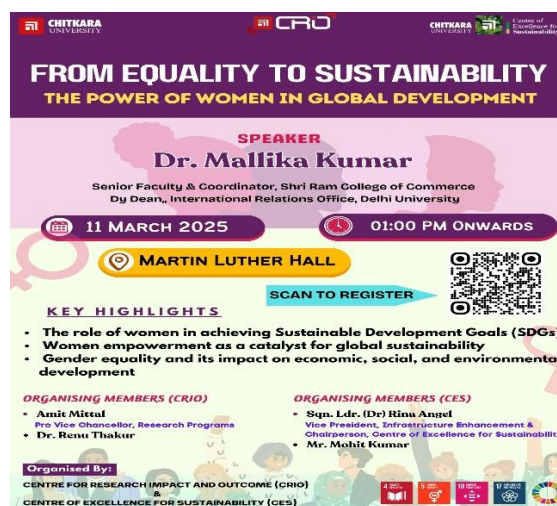 CHITKARA
UNIVERSITY
CRIO
CHITKARA
UNIVERSITY
Centre of
Excellence for
Sustainability
FROM EQUALITY TO SUSTAINABILITY
THE POWER OF WOMEN IN GLOBAL DEVELOPMENT
SPEAKER
Dr. Mallika Kumar
Senior Faculty & Coordinator, Shri Ram College of Commerce
Dy Dean,, International Relations Office, Delhi University
11 MARCH 2025
01:00 PM ONWARDS
MARTIN LUTHER HALL
SCAN TO REGISTER
KEY HIGHLIGHTS
• The role of women in achieving Sustainable Development Goals (SDGs)
• Women empowerment as a catalyst for global sustainability
• Gender equality and its impact on economic, social, and environmenta
development
ORGANISING MEMBERS (CRIO)
• Amit Mittal
Pro Vice Chancellor, Research Programs
• Dr. Renu Thakur
ORGANISING MEMBERS (CES)
• Sqn. Ldr. (Dr) Rina Angel
Vice President, Infrastructure Enhancement &
Chairperson, Centre of Excellence for Sustainabilit
• Mr. Mohit Kumar
Organised By:
CENTRE FOR RESEARCH IMPACT AND OUTCOME (CRIO)
&
CENTRE OF EXCELLENCE FOR SUSTAINABILITY (CES)
4
5
10
17